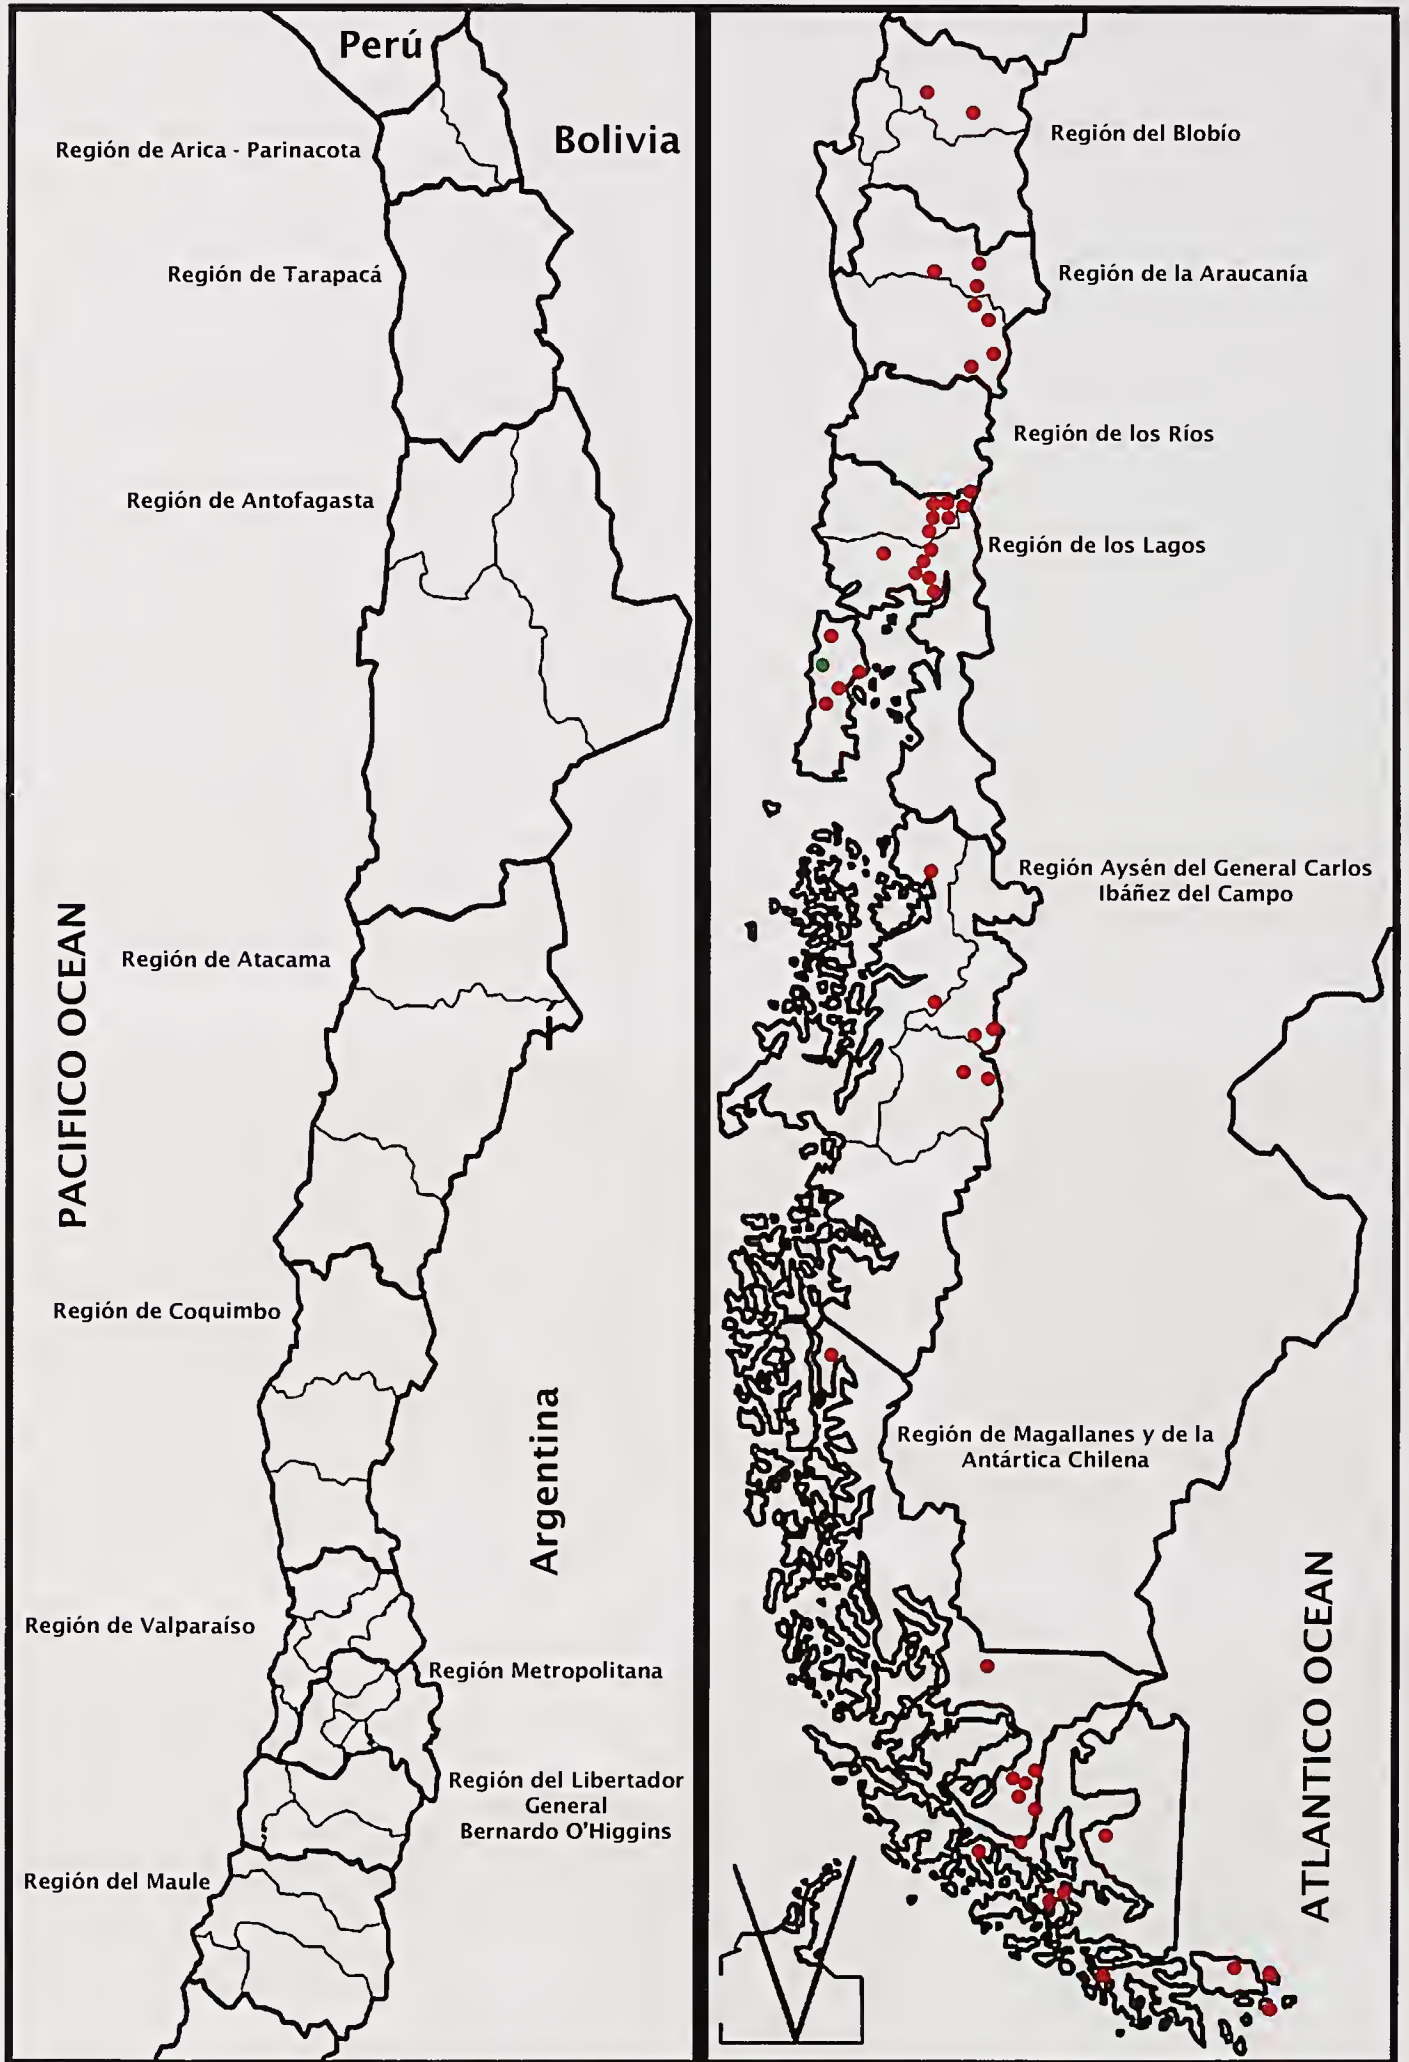 Perú
Bolivia
Región de Arica - Parinacota
Región de Tarapacá
Región de Antofagasta
Región de Atacama
PACIFICO OCEAN
Región de Coquimbo
Argentina
Región de Valparaíso
Región Metropolitana
Región del Libertador
General
Bernardo O'Higgins
Región del Maule
Región del Blobío
Región de la Araucanía
Región de los Ríos
Región de los Lagos
Región Aysén del General Carlos
Ibáñez del Campo
Región de Magallanes y de la
Antártica Chilena
ATLANTICO OCEAN